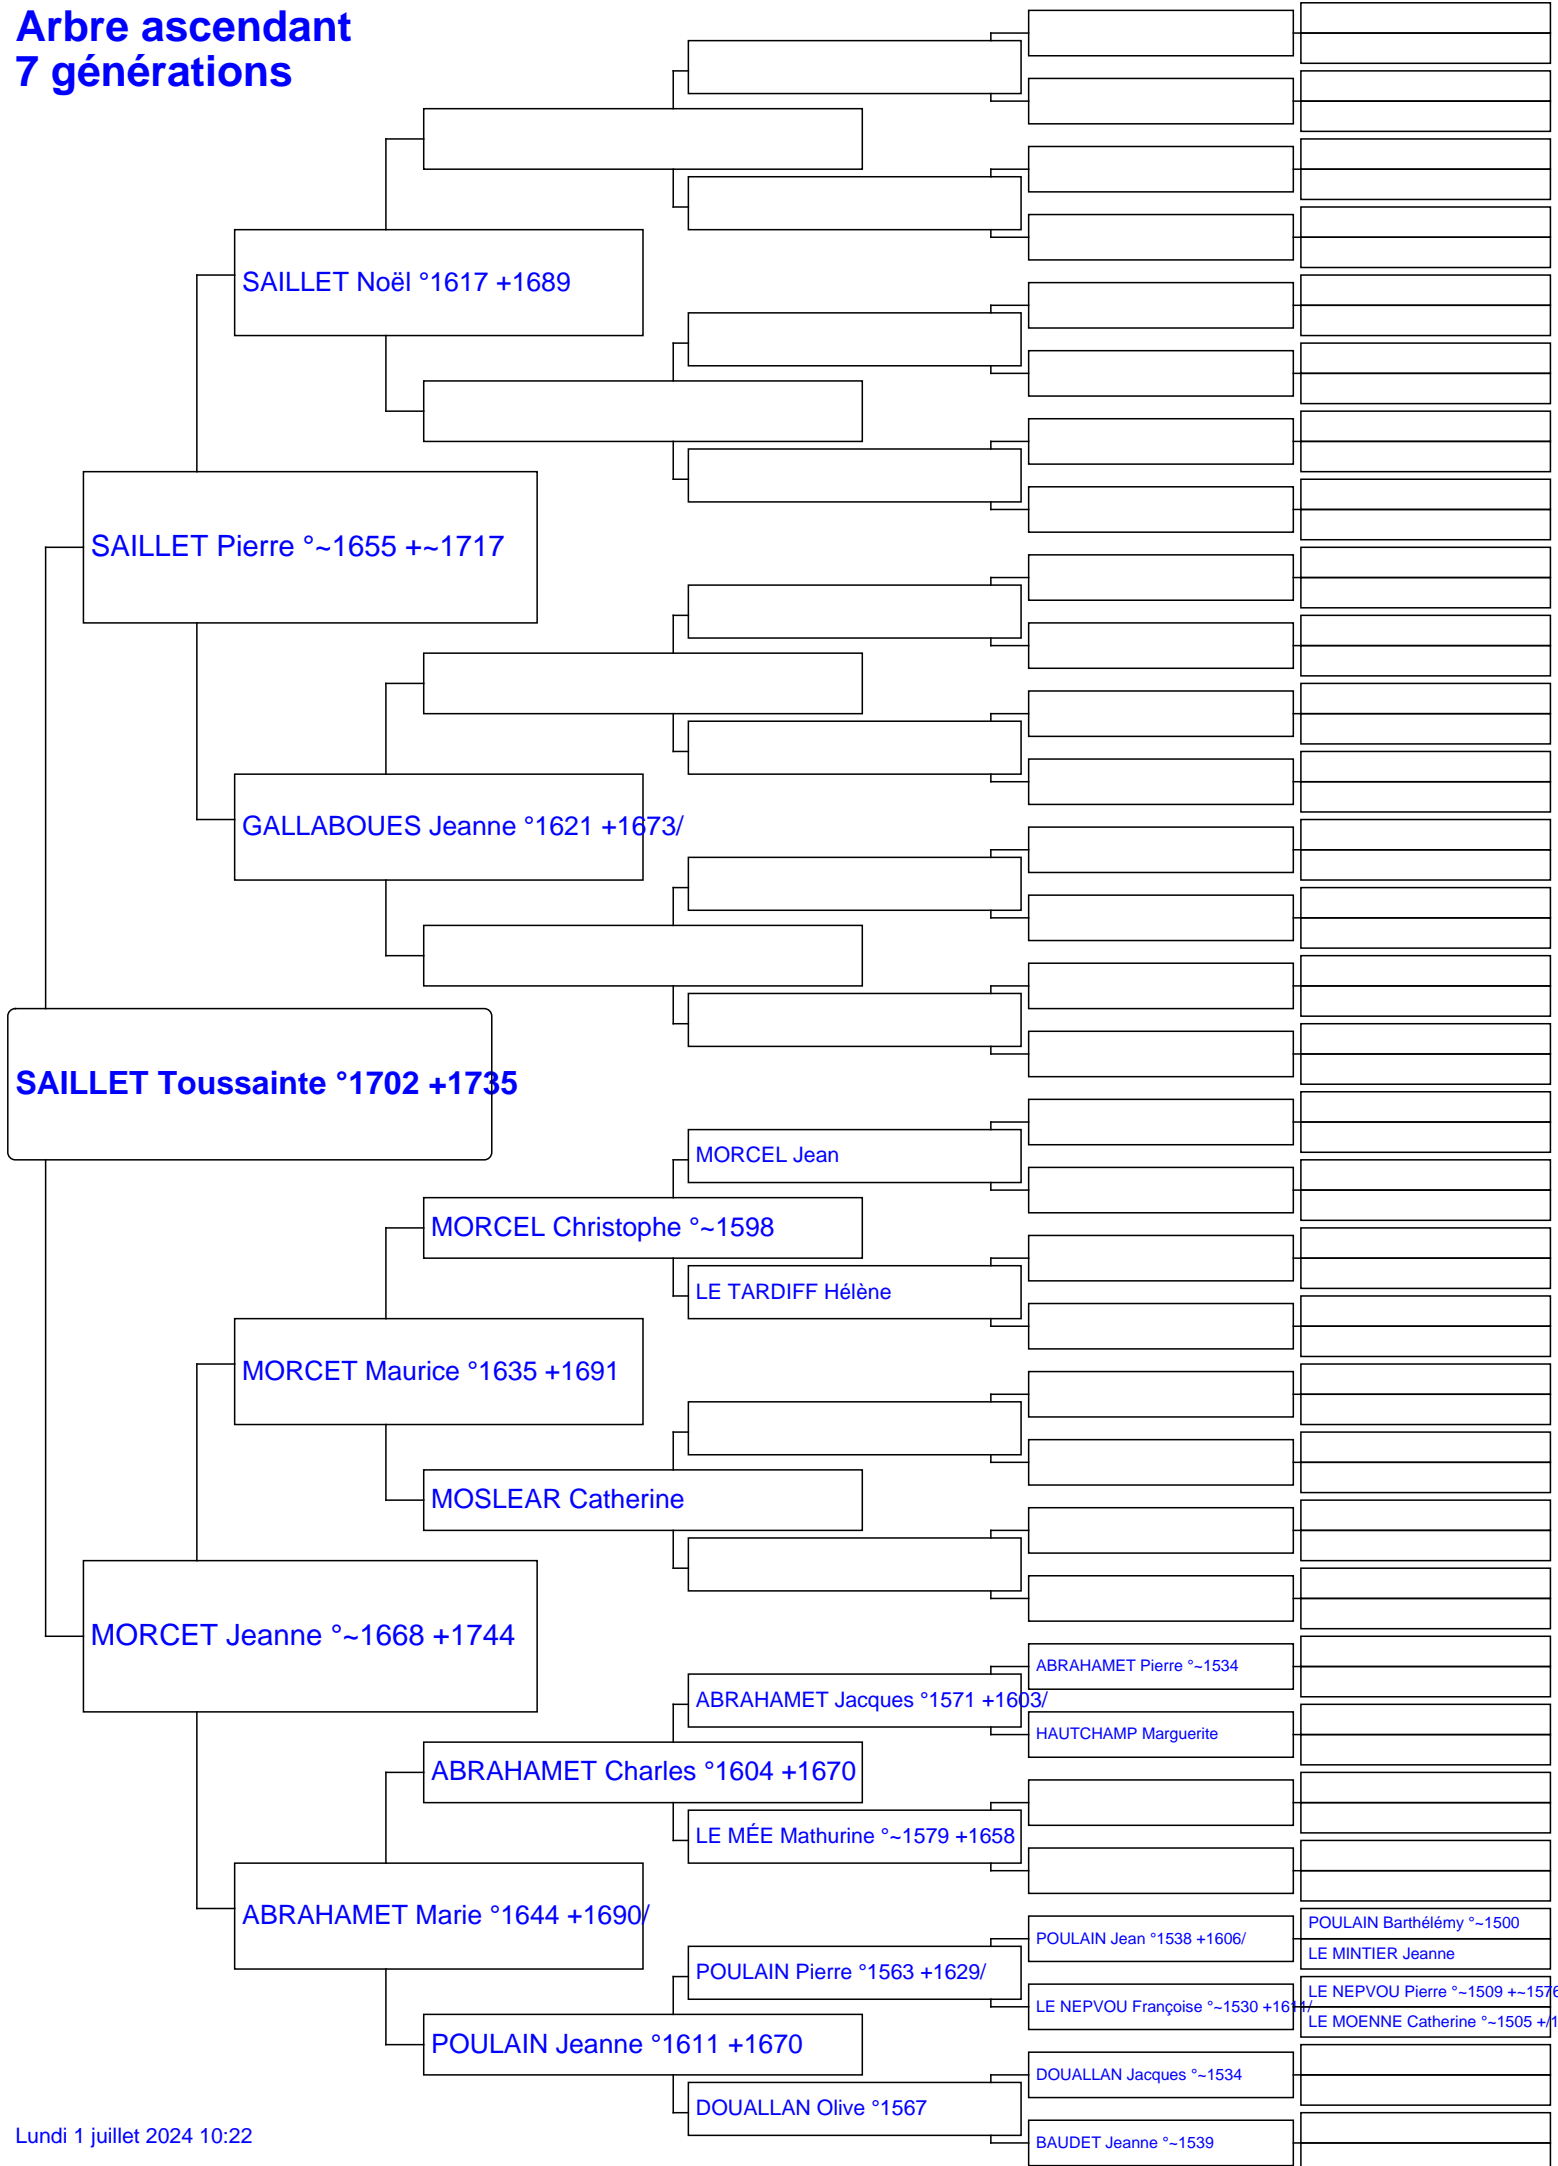 Arbre ascendant
7 générations
SAILLET Noël °1617 +1689
SAILLET Pierre °~1655 +~1717
GALLABOUES Jeanne °1621 +1673/
SAILLET Toussainte °1702 +1735
MORCEL Jean
MORCEL Christophe °~1598
LE TARDIFF Hélène
MORCET Maurice °1635 +1691
MOSLEAR Catherine
MORCET Jeanne °~1668 +1744
ABRAHAMET Pierre °~1534
ABRAHAMET Jacques °1571 +1603/
HAUTCHAMP Marguerite
ABRAHAMET Charles °1604 +1670
LE MÉE Mathurine °~1579 +1658
ABRAHAMET Marie °1644 +1690/
POULAIN Barthélémy °~1500
POULAIN Jean °1538 +1606/
LE MINTIER Jeanne
POULAIN Pierre °1563 +1629/
LE NEPVOU Pierre °~1509 +~1576
LE NEPVOU Françoise °~1530 +1611/
LE MOENNE Catherine °~1505 +/1
POULAIN Jeanne °1611 +1670
DOUALLAN Jacques °~1534
DOUALLAN Olive °1567
BAUDET Jeanne °~1539
Lundi 1 juillet 2024 10:22